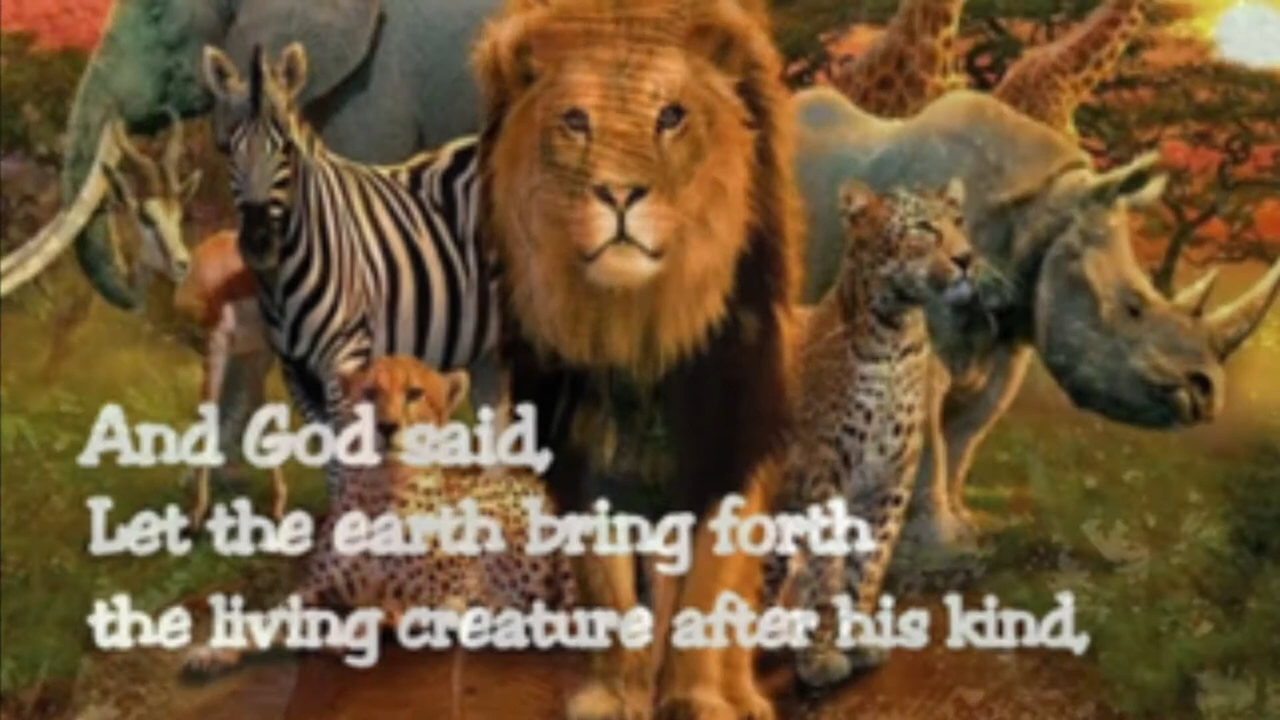 And God said,
Let the earth bring forth
the living creature after his kind,